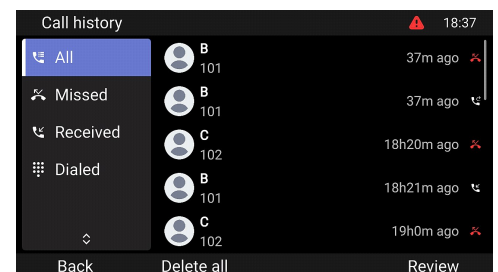 Call history 18:37
All
Missed
Received
Dialed
B
101
37m ago
B
101
37m ago
C
102
18h20m ago
B
101
18h21m ago
C
102
19h0m ago
Back Delete all Review